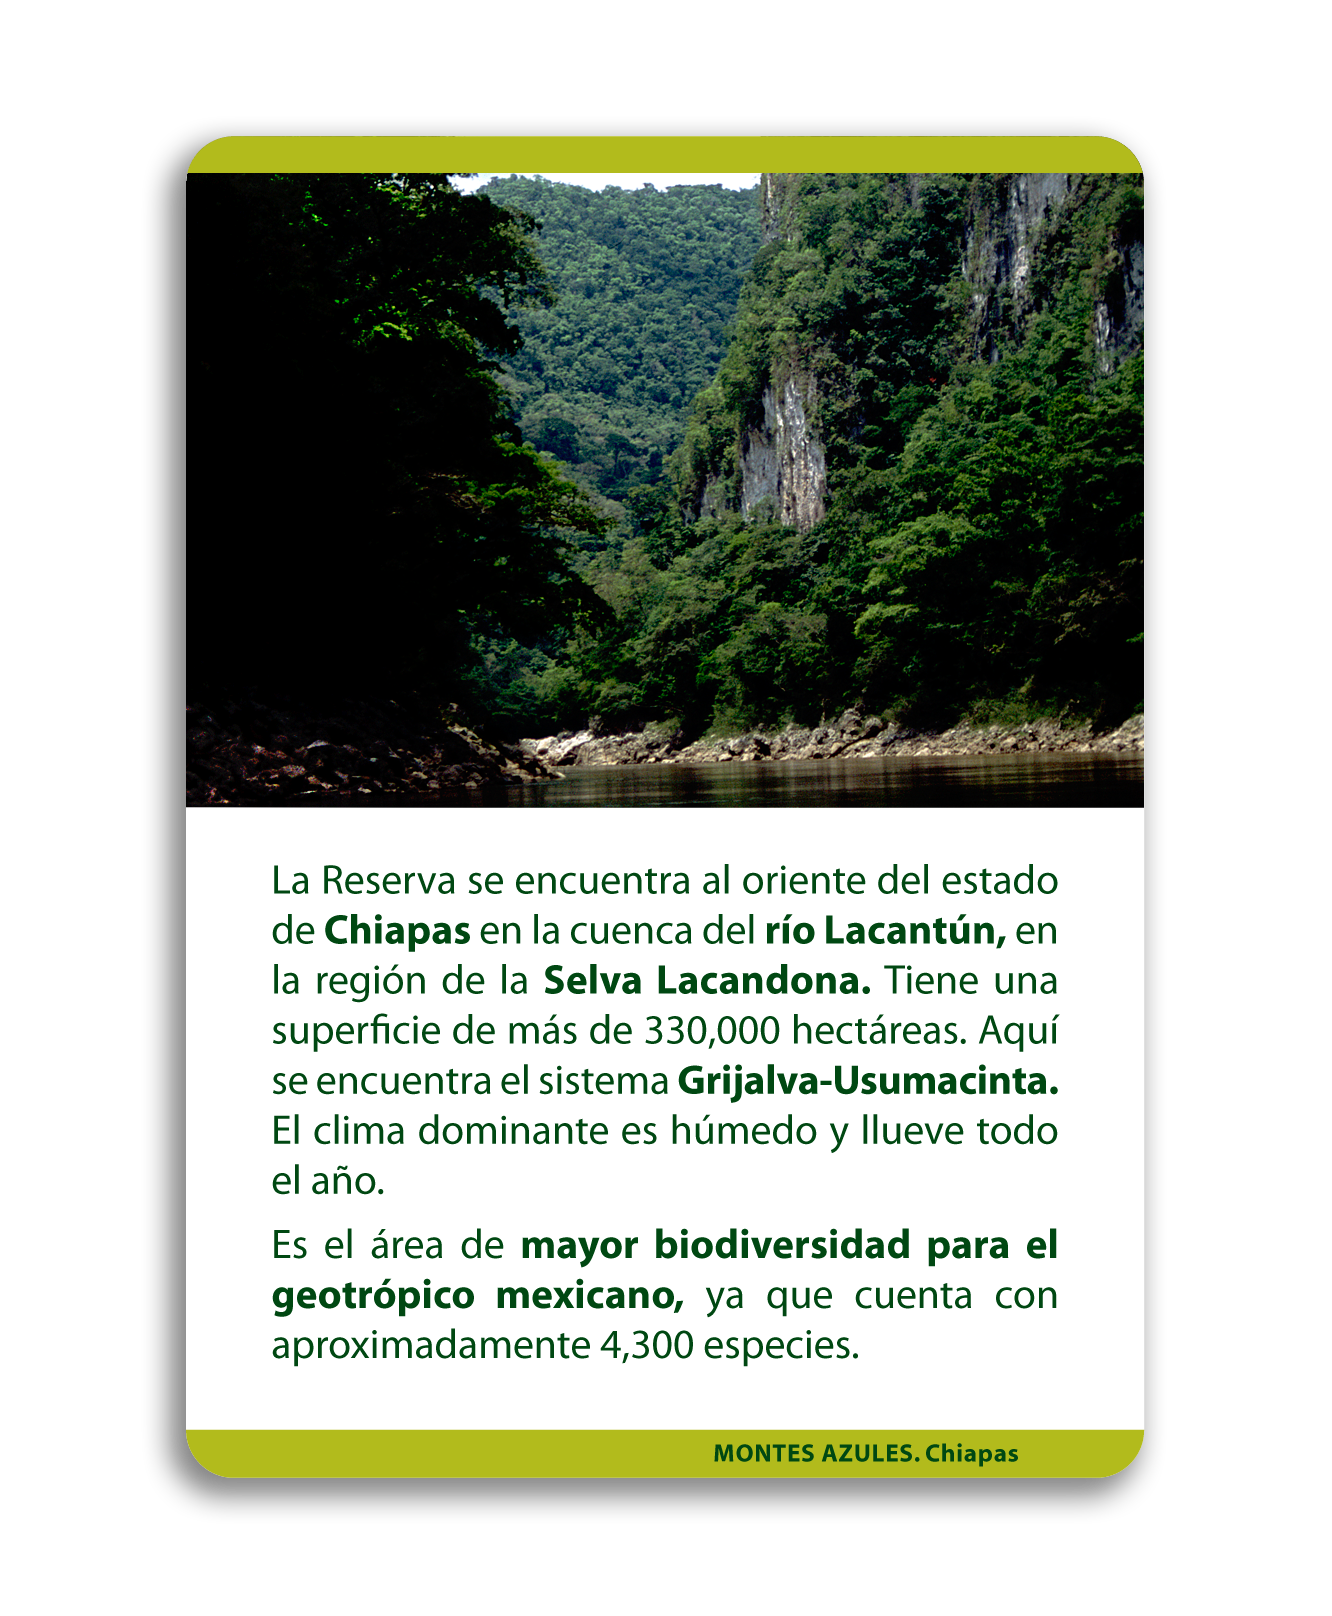 La Reserva se encuentra al oriente del estado
de Chiapas en la cuenca del río Lacantún, en
la región de la Selva Lacandona. Tiene una
superficie de más de 330,000 hectáreas. Aquí
se encuentra el sistema Grijalva-Usumacinta.
El clima dominante es húmedo y llueve todo
el año.
Es el área de mayor biodiversidad para el
geotrópico mexicano, ya que cuenta con
aproximadamente 4,300 especies.
MONTES AZULES. Chiapas